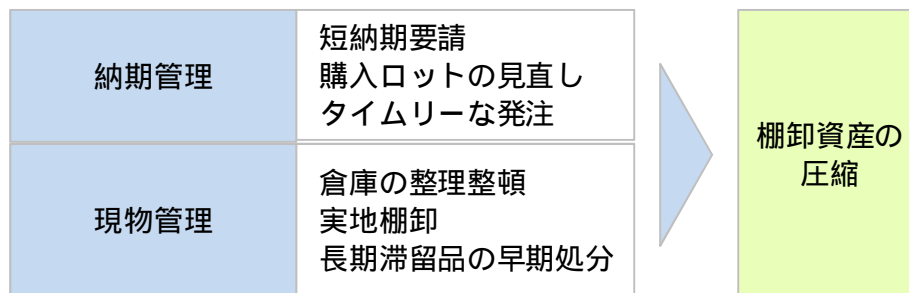 納期管理
短納期要請
購入ロットの見直し
タイムリーな発注
現物管理
倉庫の整理整頓
実地棚卸
長期滞留品の早期処分
棚卸資産の
圧縮